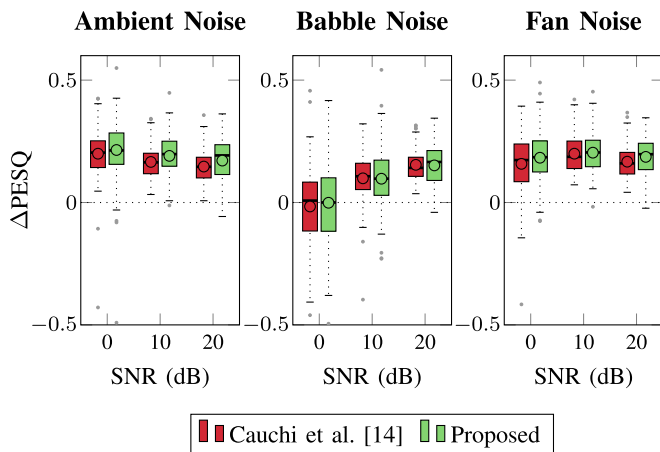 Ambient Noise Babble Noise Fan Noise
ΔPESQ
0.5 0.5 0.5
0 0 0
−0.5 −0.5 −0.5
0 10 20 0 10 20 0 10 20
SNR (dB) SNR (dB) SNR (dB)
Cauchi et al. [14] Proposed